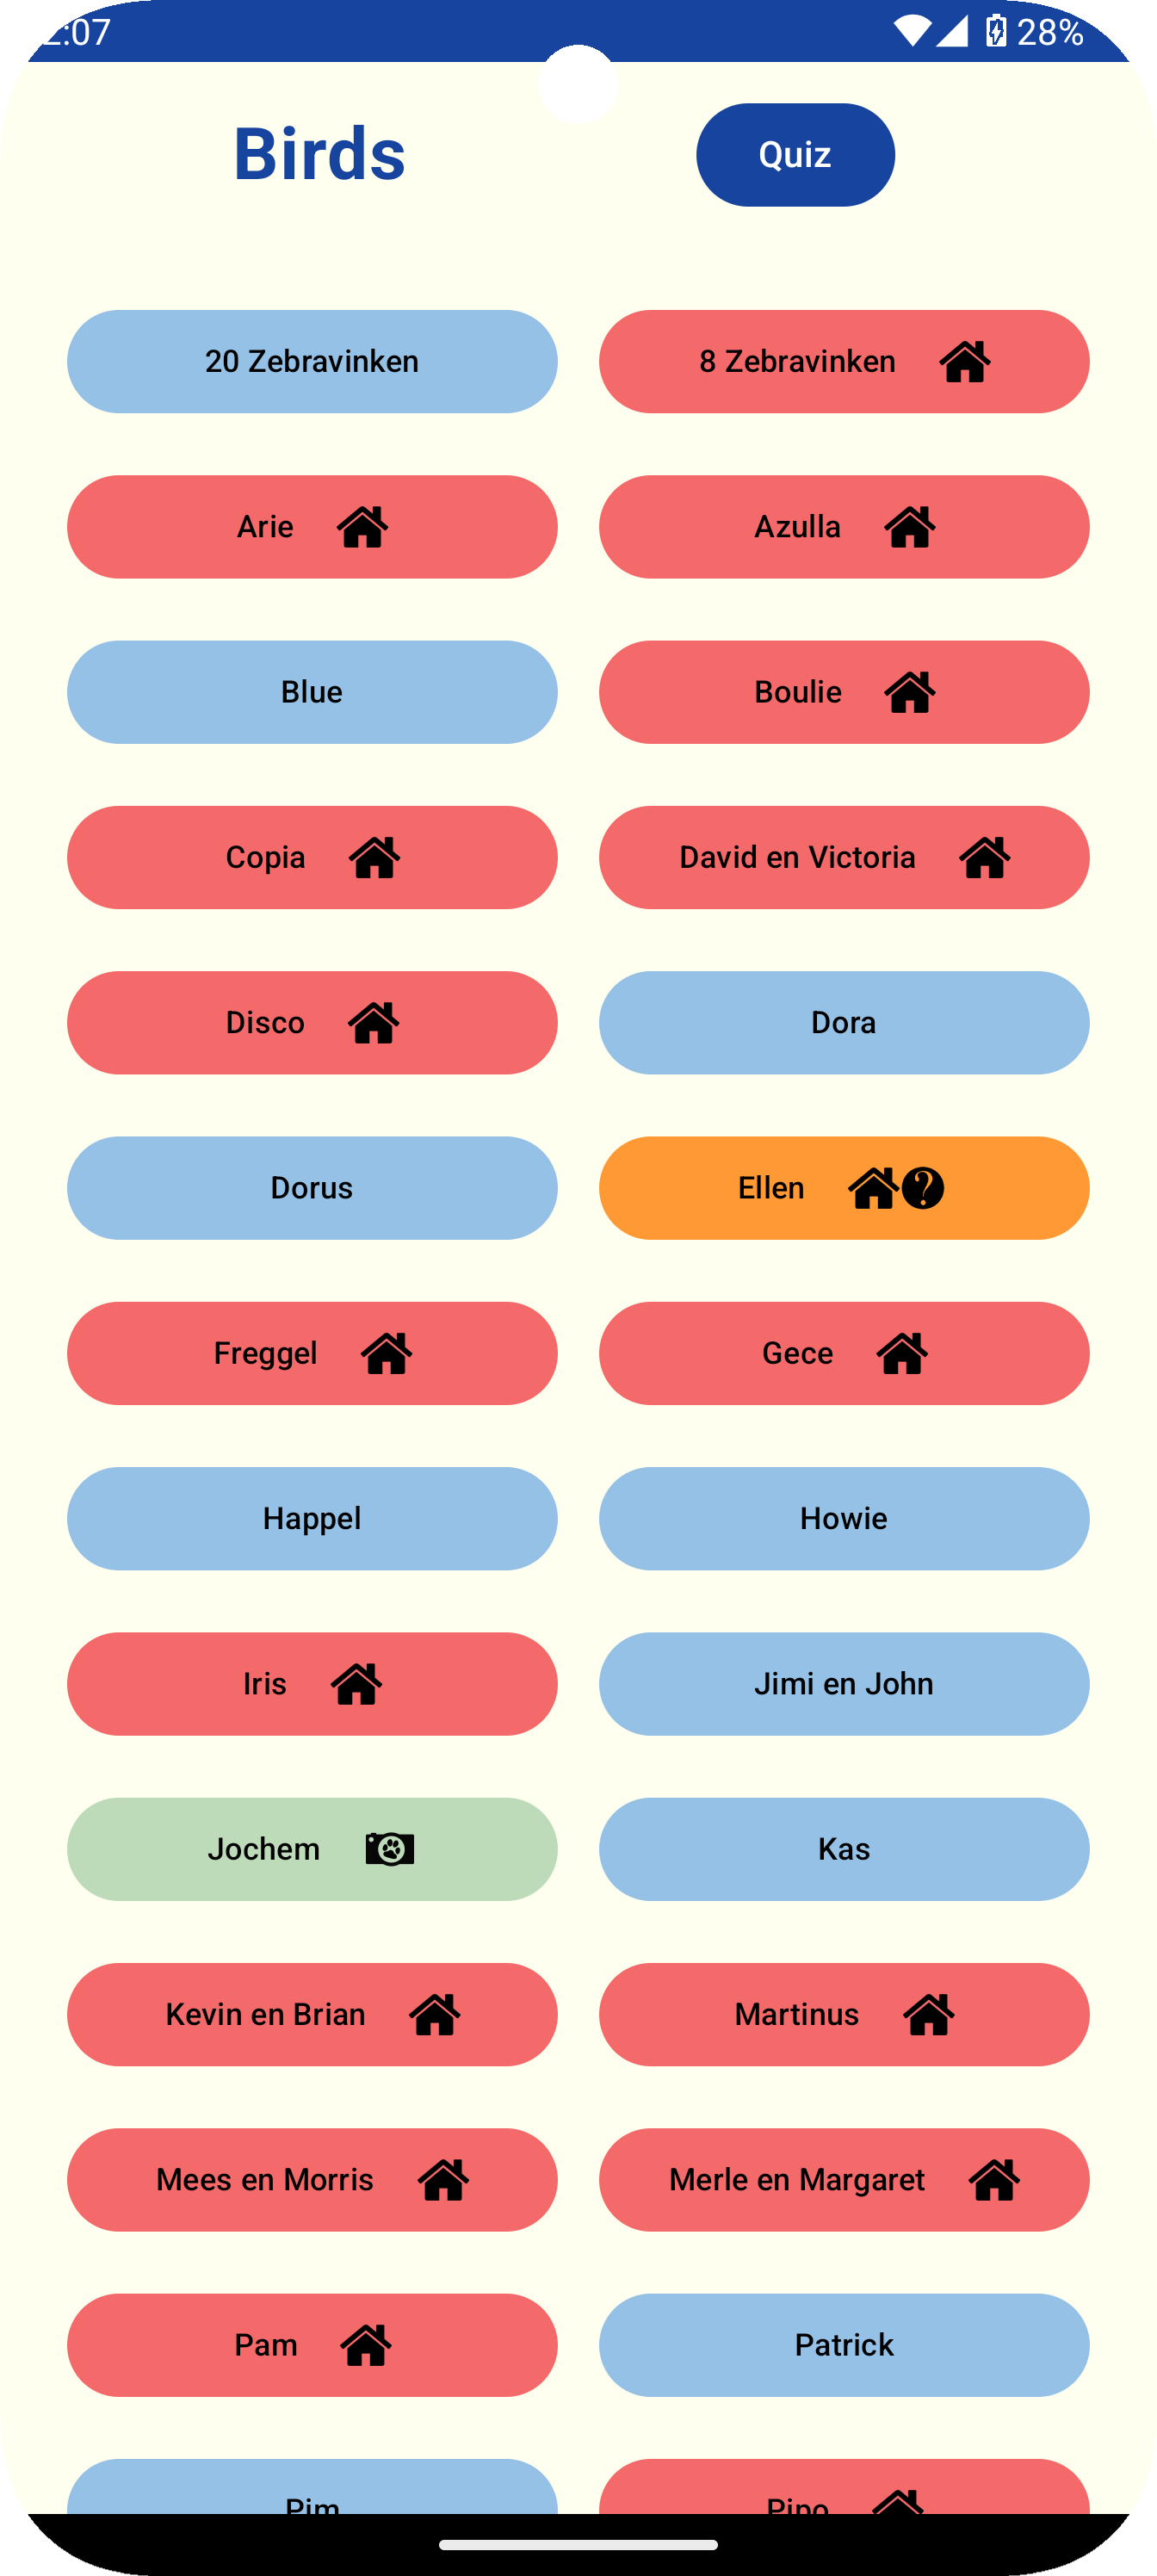 2:07 28%
Birds Quiz
20 Zebravinken 8 Zebravinken
Arie Azulla
Blue Boulie
Copia David en Victoria
Disco Dora
Dorus Ellen
Freggel Gece
Happel Howie
Iris Jimi en John
Jochem Kas
Kevin en Brian Martinus
Mees en Morris Merle en Margaret
Pam Patrick
Pim Pipo